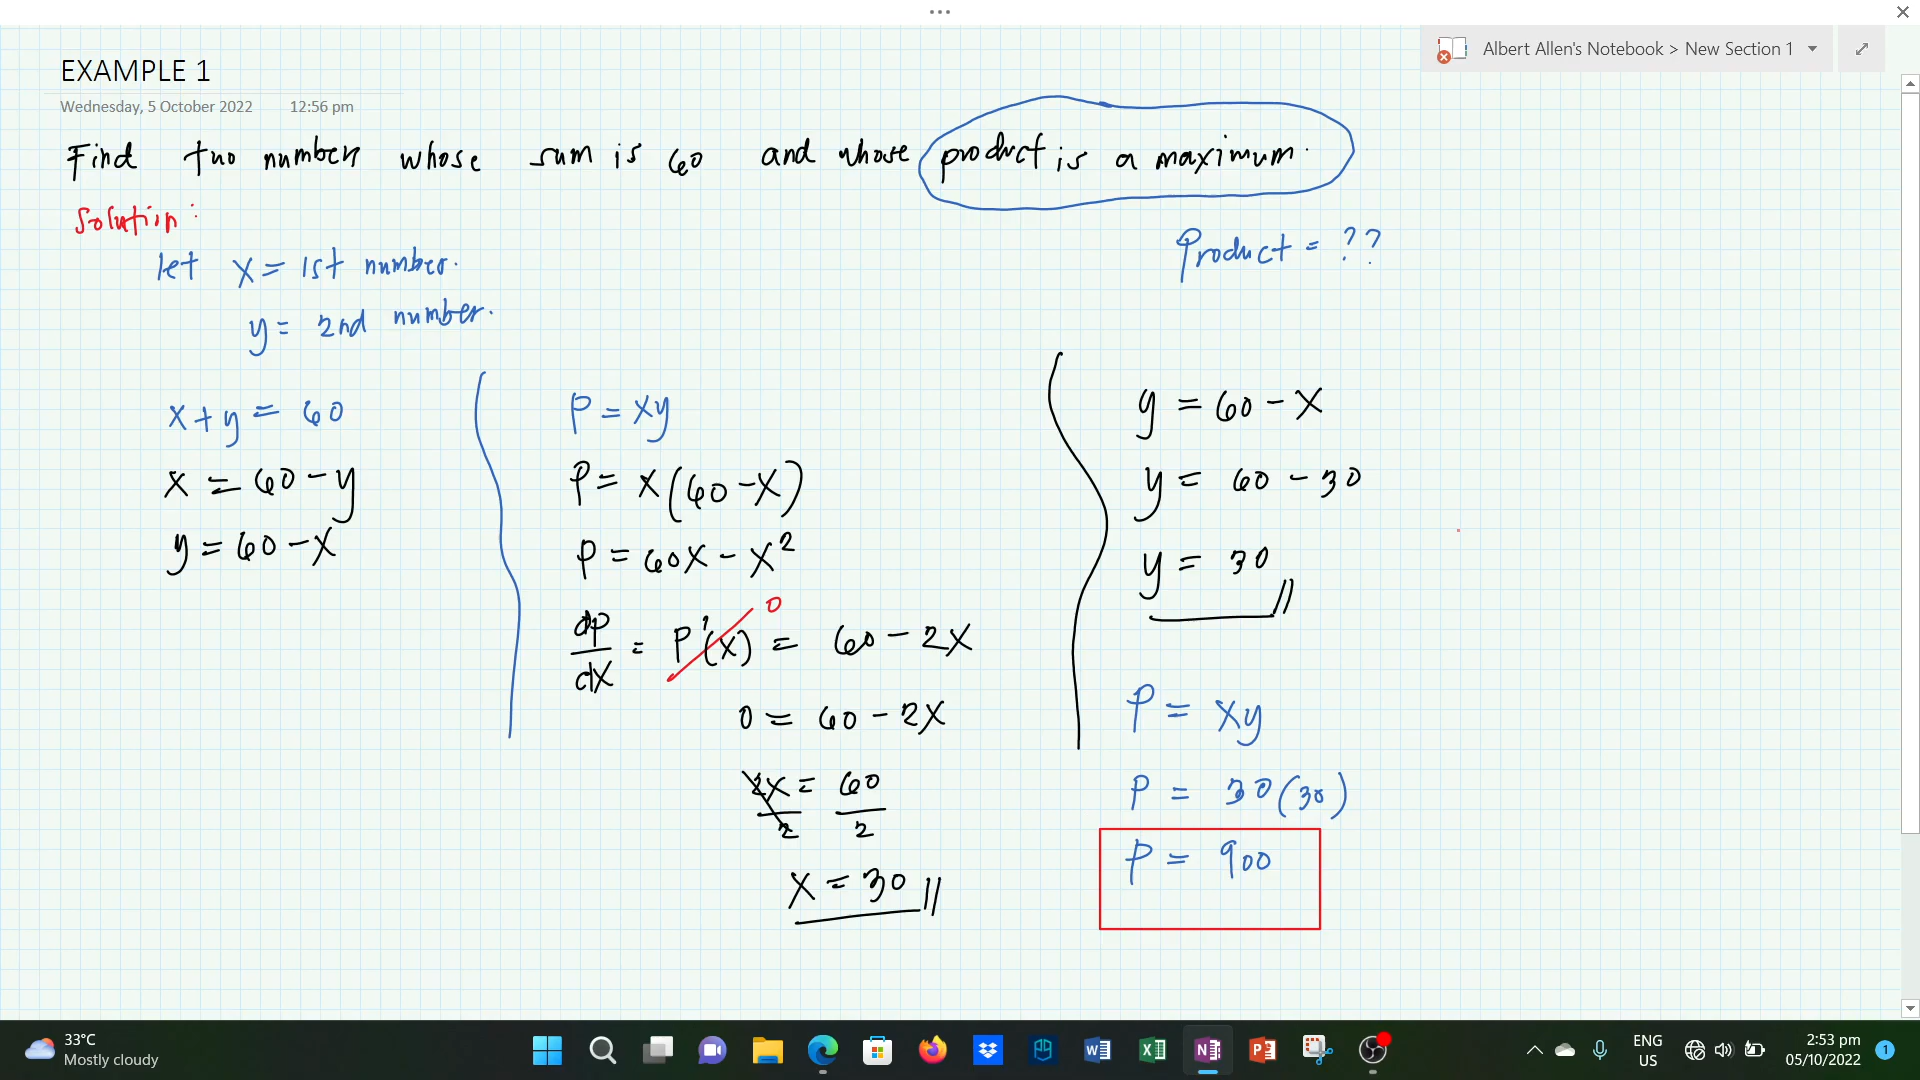 Albert Allen's Notebook > New Section 1
EXAMPLE 1
Wednesday, 5 October 2022 12:56 pm
Find two number whose sum is 60 and whose product is a maximum.
Solution:
Product = ??
let x = 1st number.
y = 2nd number.
x + y = 60
x = 60 - y
y = 60 - x
P = xy
P = x(60 - x)
P = 60x - x²
dP/dx = P'(x) = 60 - 2x
0
0 = 60 - 2x
2x/2 = 60/2
x = 30 //
y = 60 - x
y = 60 - 30
y = 30 //
P = xy
P = 30(30)
P = 900
33°C
Mostly cloudy
ENG
US
2:53 pm
05/10/2022
1